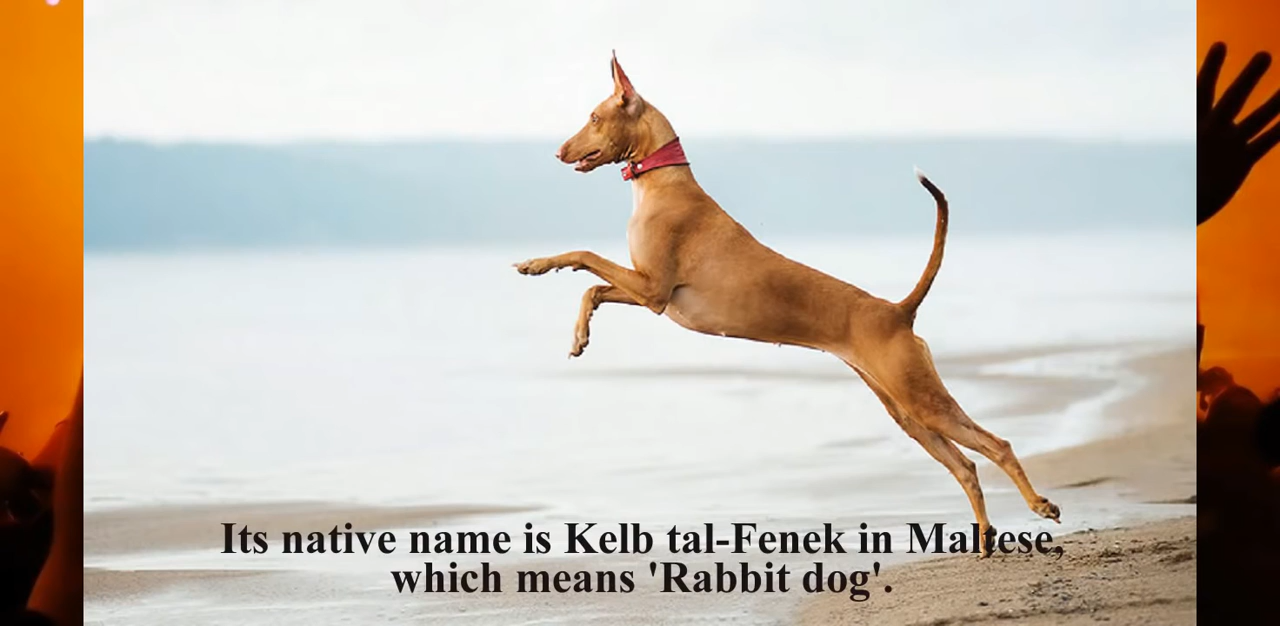 Its native name is Kelb tal-Fenek in Maltese,
which means 'Rabbit dog'.